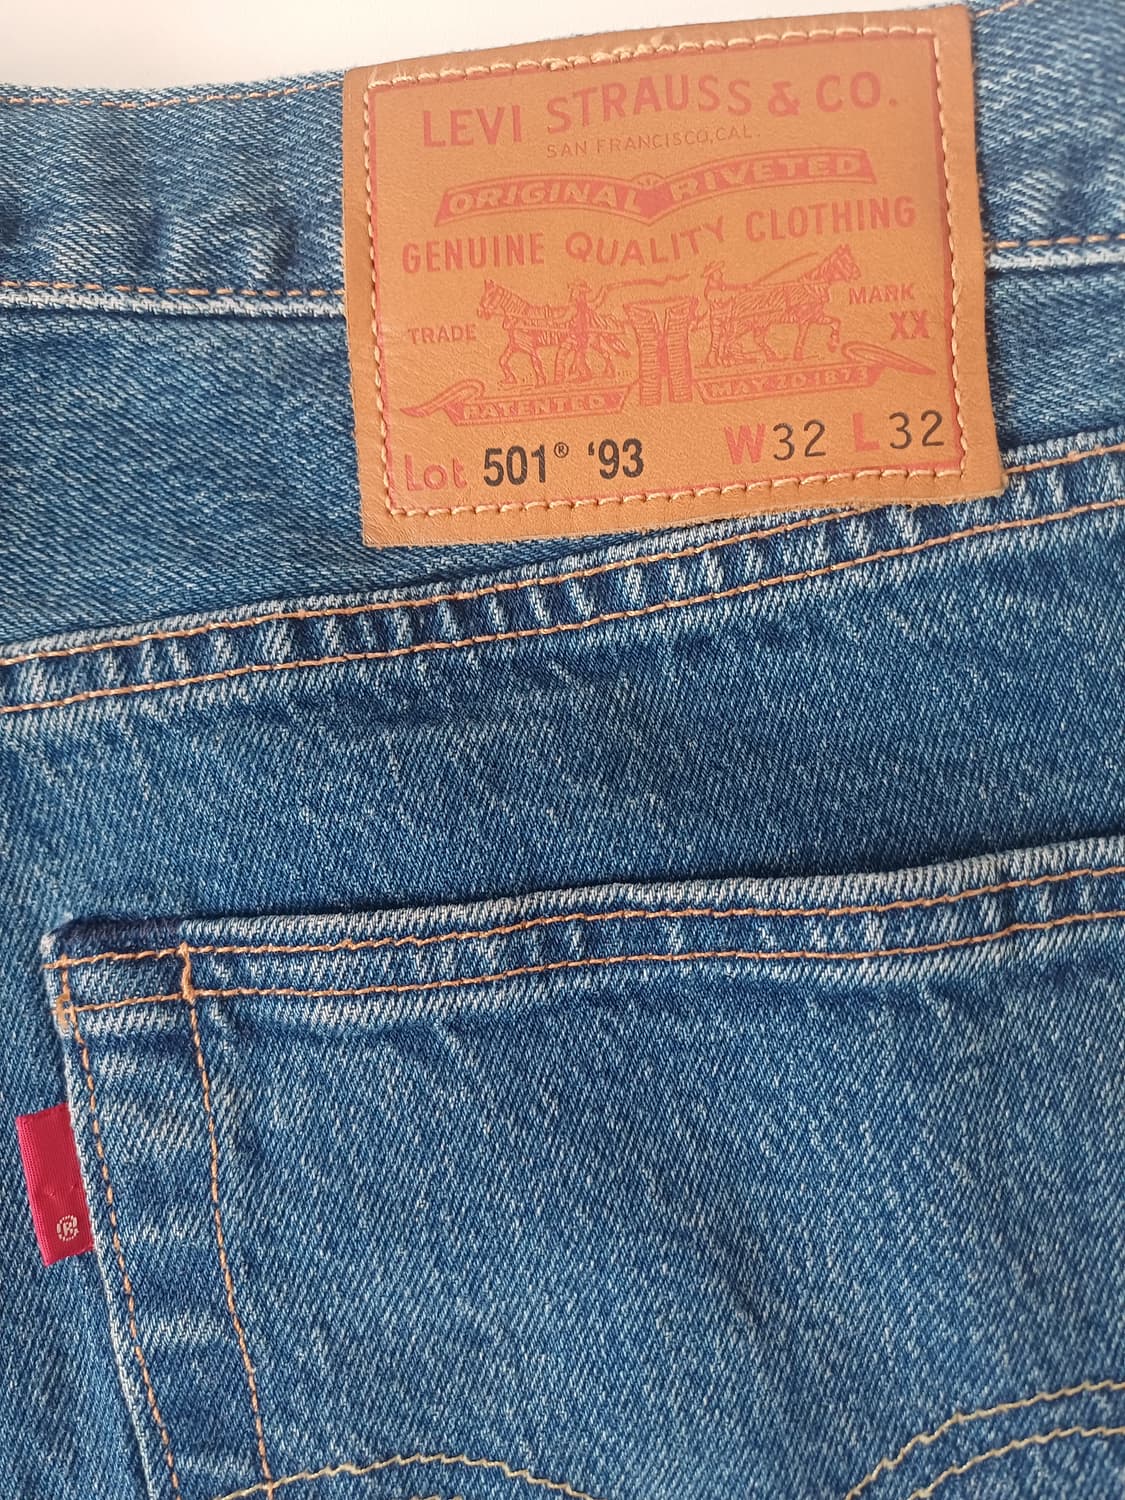 LEVI STRAUSS & CO.
SAN FRANCISCO, CAL.
ORIGINAL RIVETED
GENUINE QUALITY CLOTHING
TRADE MARK
XX
PATENTED MAY 20 1873
Lot 501® '93 W32 L32
®